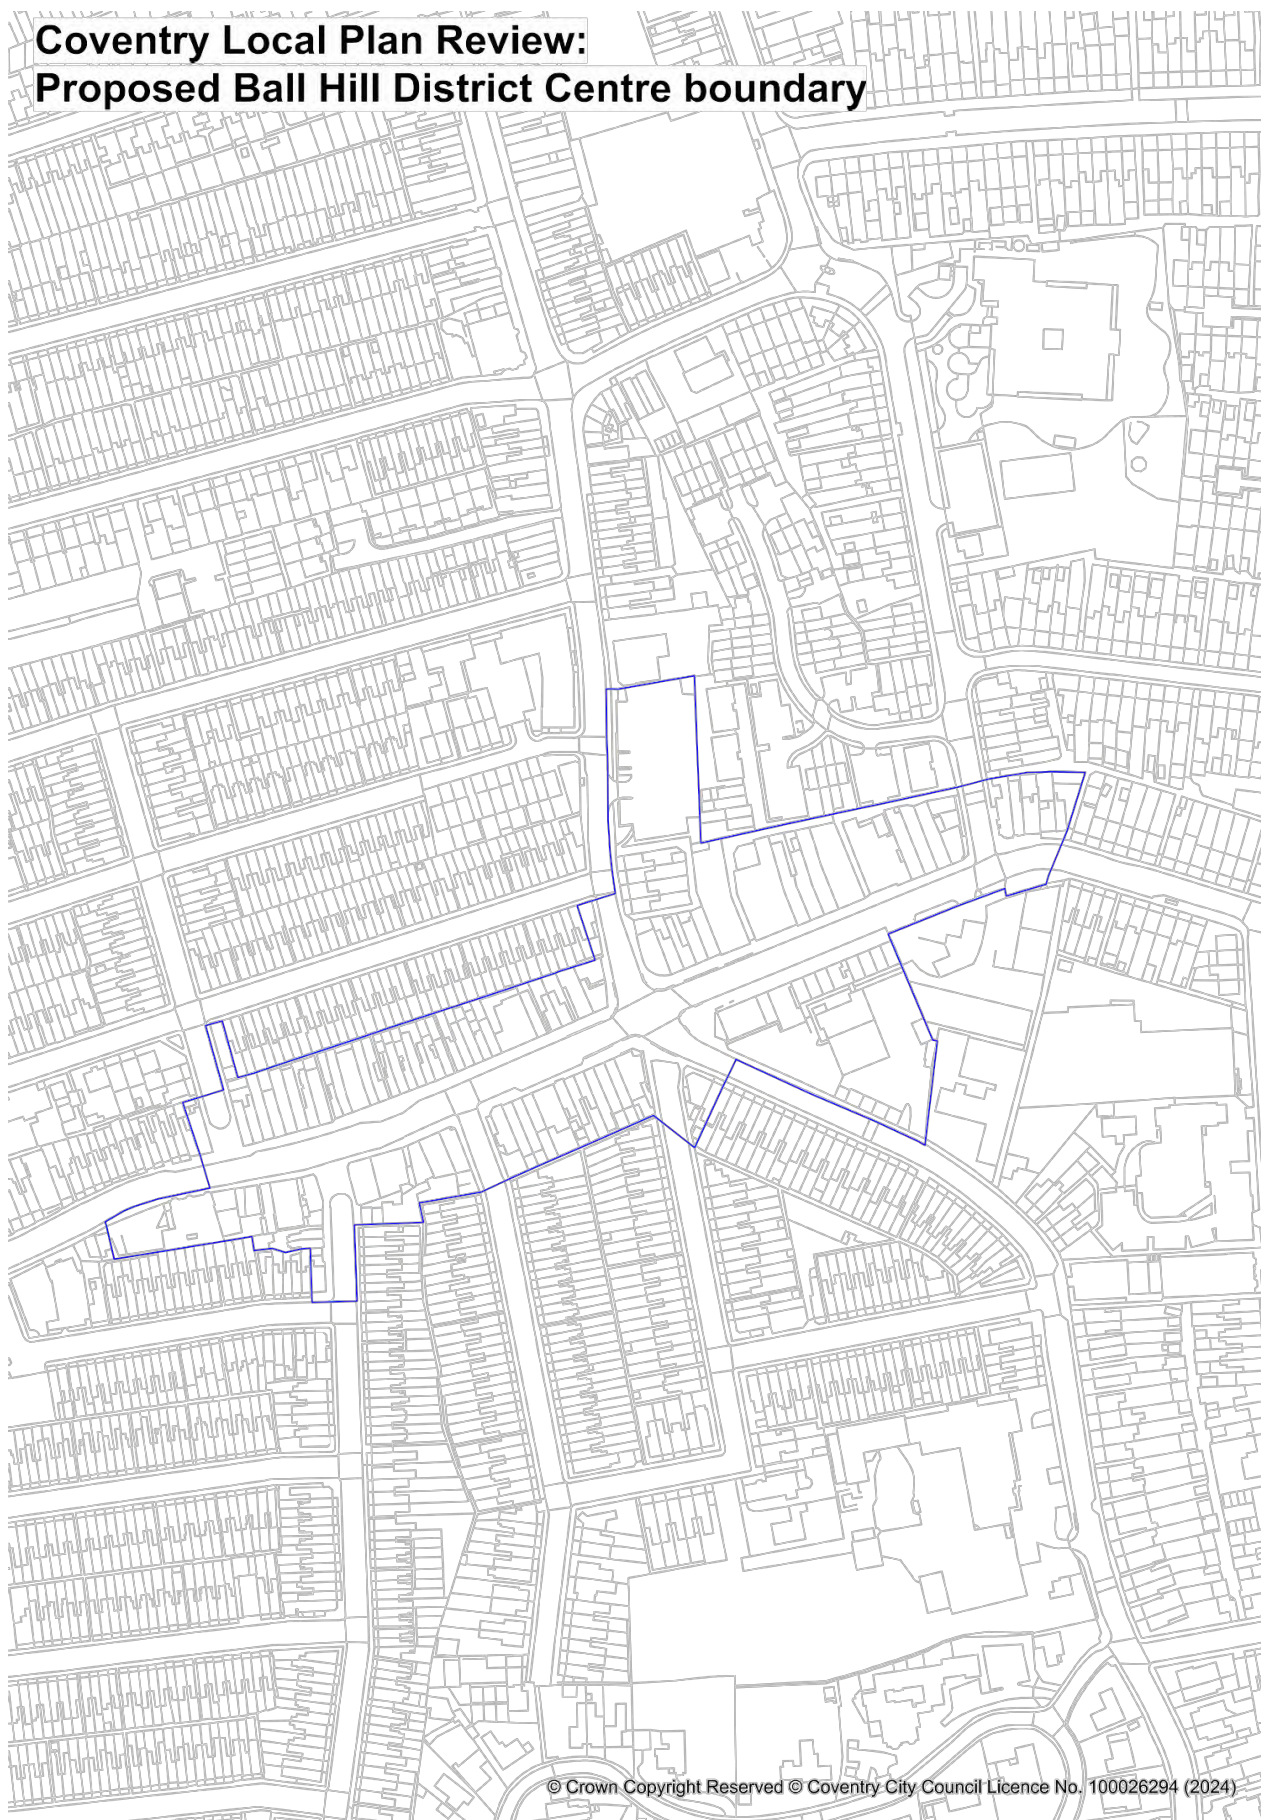 Coventry Local Plan Review:
Proposed Ball Hill District Centre boundary
© Crown Copyright Reserved © Coventry City Council Licence No. 100026294 (2024)